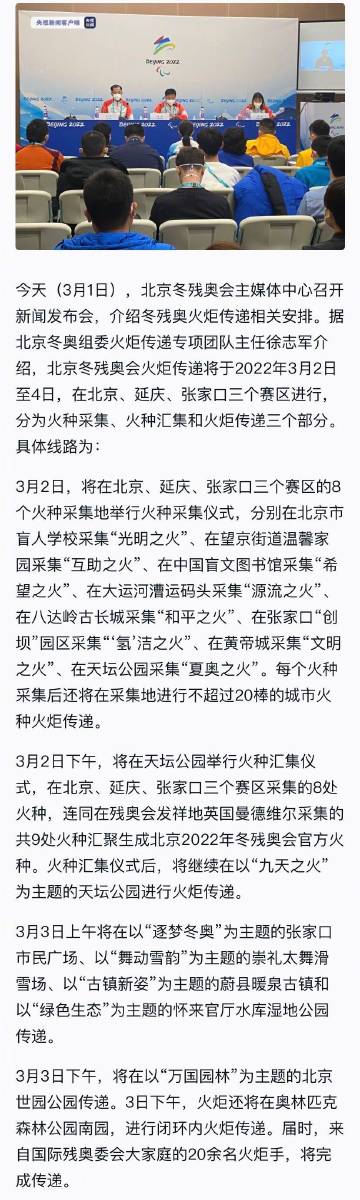 央视新闻客户端
央视新闻
BEIJING 2022
BEIJING 2022
BEIJING 2022
BEIJING 2022
今天（3月1日），北京冬残奥会主媒体中心召开
新闻发布会，介绍冬残奥火炬传递相关安排。据
北京冬奥组委火炬传递专项团队主任徐志军介
绍，北京冬残奥会火炬传递将于2022年3月2日
至4日，在北京、延庆、张家口三个赛区进行，
分为火种采集、火种汇集和火炬传递三个部分。
具体线路为：
3月2日，将在北京、延庆、张家口三个赛区的8
个火种采集地举行火种采集仪式，分别在北京市
盲人学校采集“光明之火”、在望京街道温馨家
园采集“互助之火”、在中国盲文图书馆采集“希
望之火”、在大运河漕运码头采集“源流之火”、
在八达岭古长城采集“和平之火”、在张家口“创
坝”园区采集“‘氢’洁之火”、在黄帝城采集“文明
之火”、在天坛公园采集“夏奥之火”。每个火种
采集后还将在采集地进行不超过20棒的城市火
种火炬传递。
3月2日下午，将在天坛公园举行火种汇集仪
式，在北京、延庆、张家口三个赛区采集的8处
火种，连同在残奥会发祥地英国曼德维尔采集的
共9处火种汇聚生成北京2022年冬残奥会官方火
种。火种汇集仪式后，将继续在以“九天之火”
为主题的天坛公园进行火炬传递。
3月3日上午将在以“逐梦冬奥”为主题的张家口
市民广场、以“舞动雪韵”为主题的崇礼太舞滑
雪场、以“古镇新姿”为主题的蔚县暖泉古镇和
以“绿色生态”为主题的怀来官厅水库湿地公园
传递。
3月3日下午，将在以“万国园林”为主题的北京
世园公园传递。3日下午，火炬还将在奥林匹克
森林公园南园，进行闭环内火炬传递。届时，来
自国际残奥委会大家庭的20余名火炬手，将完
成传递。